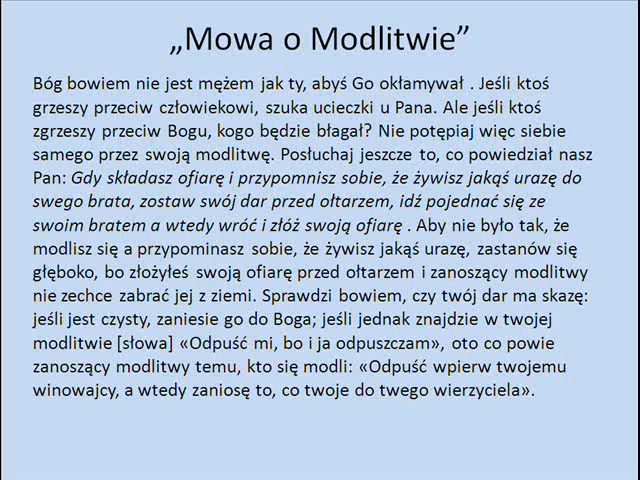 „Mowa o Modlitwie”
Bóg bowiem nie jest mężem jak ty, abyś Go okłamywał . Jeśli ktoś
grzeszy przeciw człowiekowi, szuka ucieczki u Pana. Ale jeśli ktoś
zgrzeszy przeciw Bogu, kogo będzie błagał? Nie potępiaj więc siebie
samego przez swoją modlitwę. Posłuchaj jeszcze to, co powiedział nasz
Pan: Gdy składasz ofiarę i przypomnisz sobie, że żywisz jakąś urazę do
swego brata, zostaw swój dar przed ołtarzem, idź pojednać się ze
swoim bratem a wtedy wróć i złóż swoją ofiarę . Aby nie było tak, że
modlisz się a przypominasz sobie, że żywisz jakąś urazę, zastanów się
głęboko, bo złożyłeś swoją ofiarę przed ołtarzem i zanoszący modlitwy
nie zechce zabrać jej z ziemi. Sprawdzi bowiem, czy twój dar ma skazę:
jeśli jest czysty, zaniesie go do Boga; jeśli jednak znajdzie w twojej
modlitwie [słowa] «Odpuść mi, bo i ja odpuszczam», oto co powie
zanoszący modlitwy temu, kto się modli: «Odpuść wpierw twojemu
winowajcy, a wtedy zaniosę to, co twoje do twego wierzyciela».